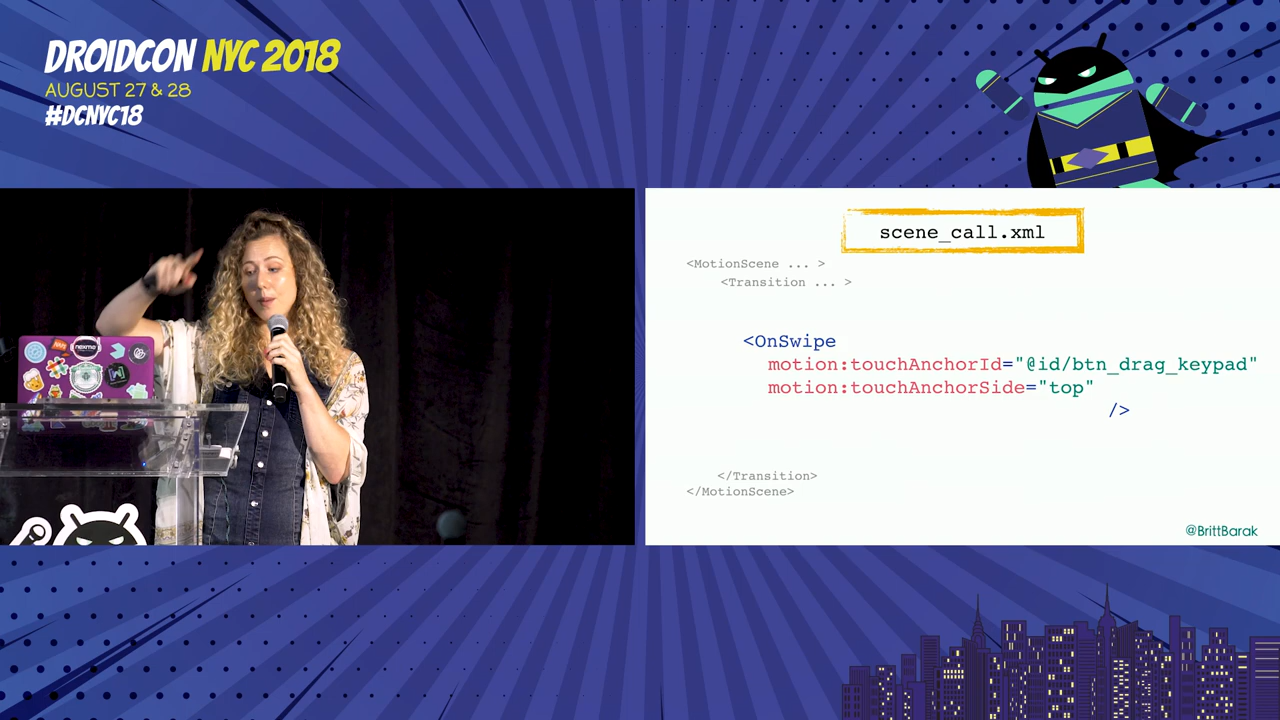 DROIDCON NYC 2018
AUGUST 27 & 28
#DCNYC18
nexmo
scene_call.xml
<MotionScene ... >
<Transition ... >
<OnSwipe
motion:touchAnchorId="@id/btn_drag_keypad"
motion:touchAnchorSide="top"
/>
</Transition>
</MotionScene>
@BrittBarak